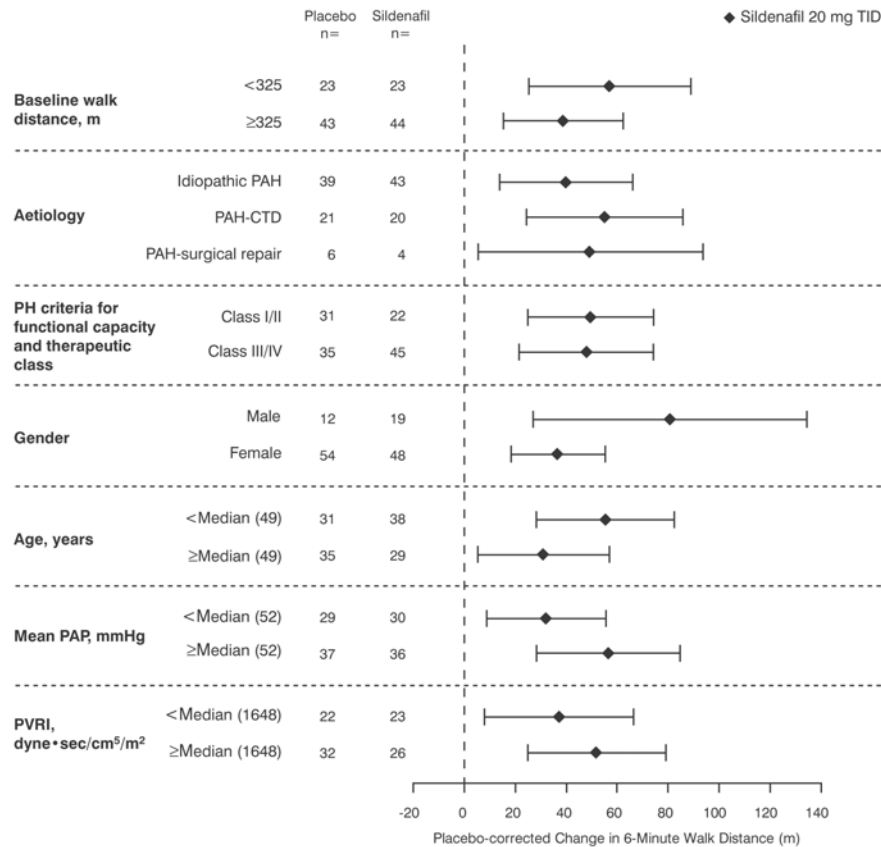 Placebo Sildenafil
n= n=
◆ Sildenafil 20 mg TID
Baseline walk
distance, m
<325 23 23
≥325 43 44
Aetiology
Idiopathic PAH 39 43
PAH-CTD 21 20
PAH-surgical repair 6 4
PH criteria for
functional capacity
and therapeutic
class
Class I/II 31 22
Class III/IV 35 45
Gender
Male 12 19
Female 54 48
Age, years
<Median (49) 31 38
≥Median (49) 35 29
Mean PAP, mmHg
<Median (52) 29 30
≥Median (52) 37 36
PVRI,
dyne•sec/cm⁵/m²
<Median (1648) 22 23
≥Median (1648) 32 26
-20 0 20 40 60 80 100 120 140
Placebo-corrected Change in 6-Minute Walk Distance (m)